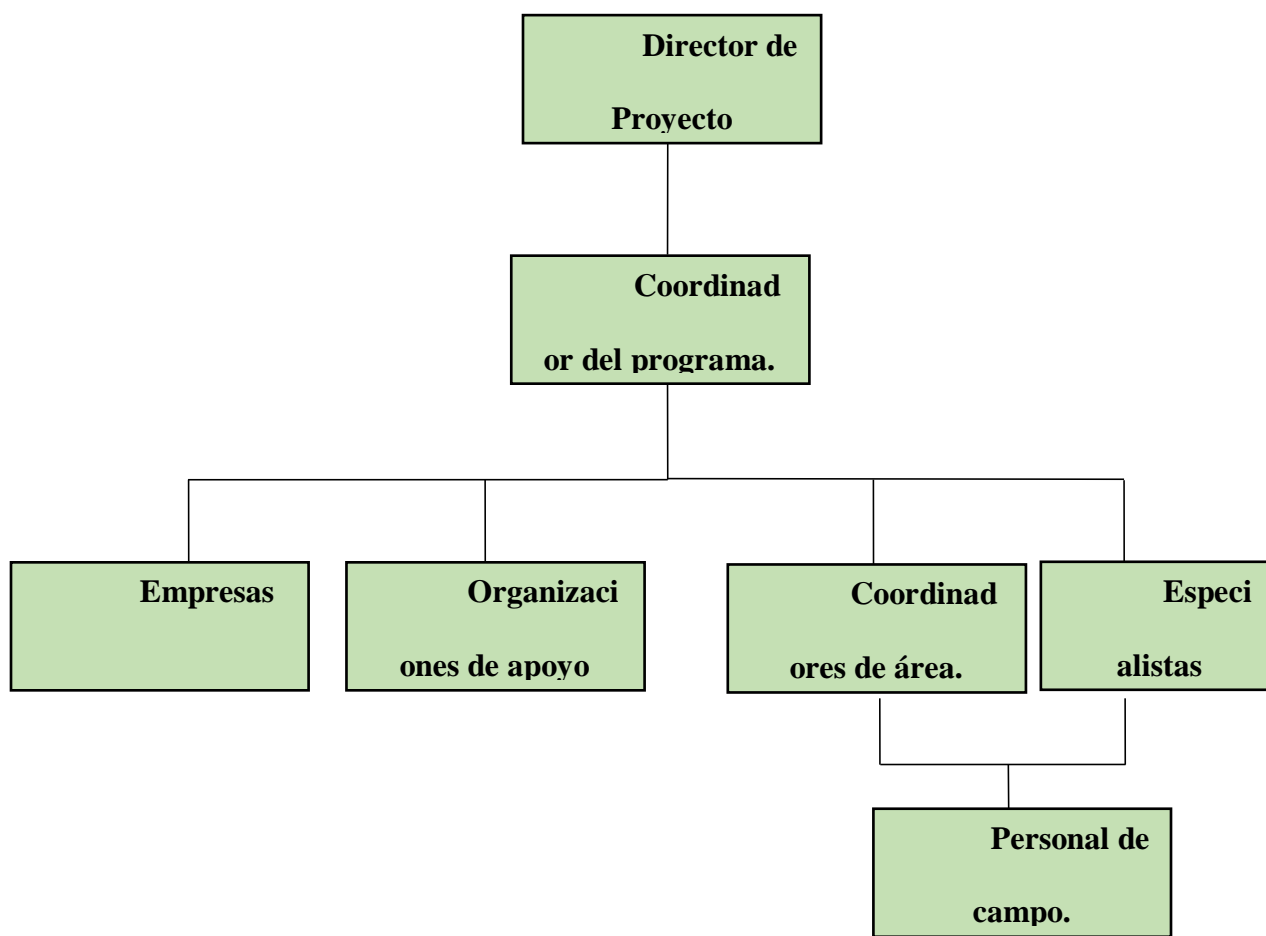 Director de
Proyecto
Coordinad
or del programa.
Empresas
Organizaci
ones de apoyo
Coordinad
ores de área.
Especi
alistas
Personal de
campo.